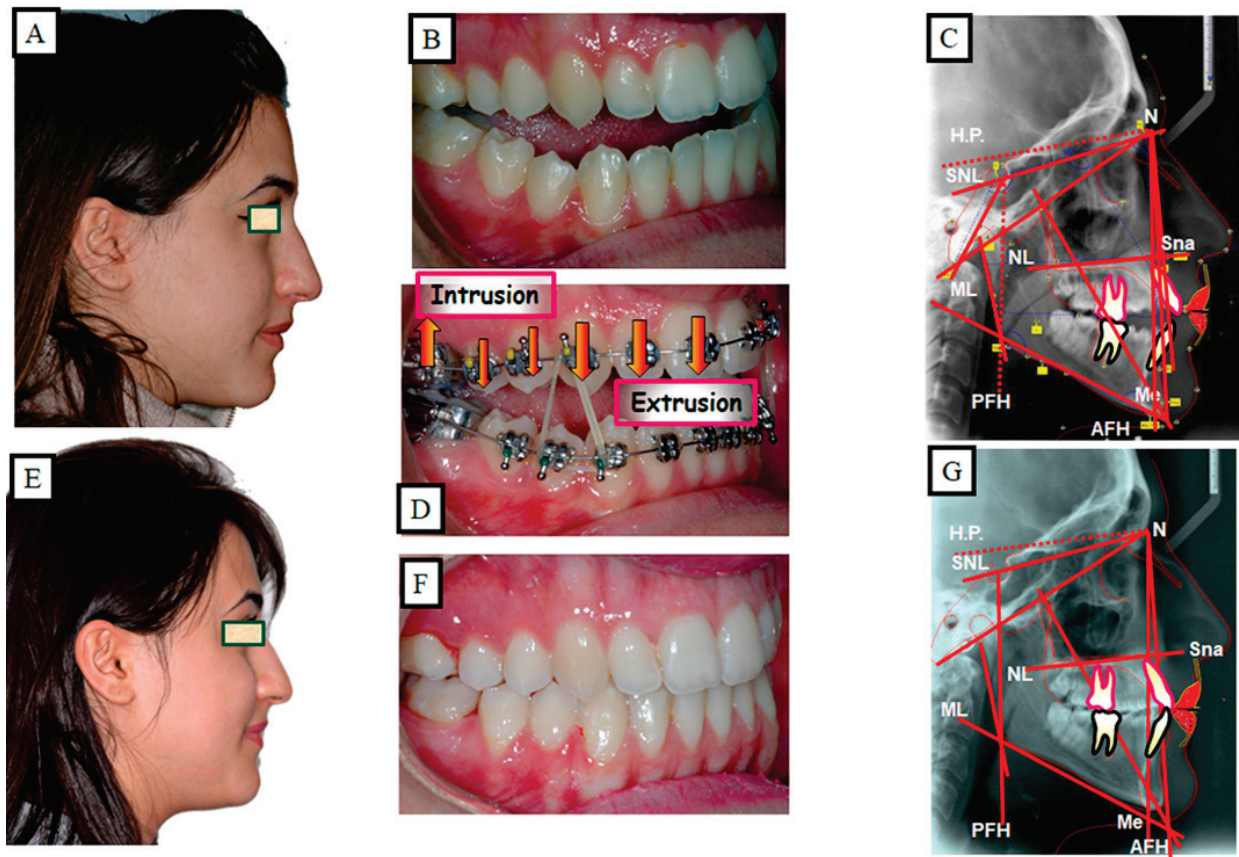 A
B
C
N
H.P.
SNL
Sna
NL
ML
Me
PFH
AFH
Intrusion
Extrusion
D
E
F
G
N
H.P.
SNL
Sna
NL
ML
Me
PFH
AFH